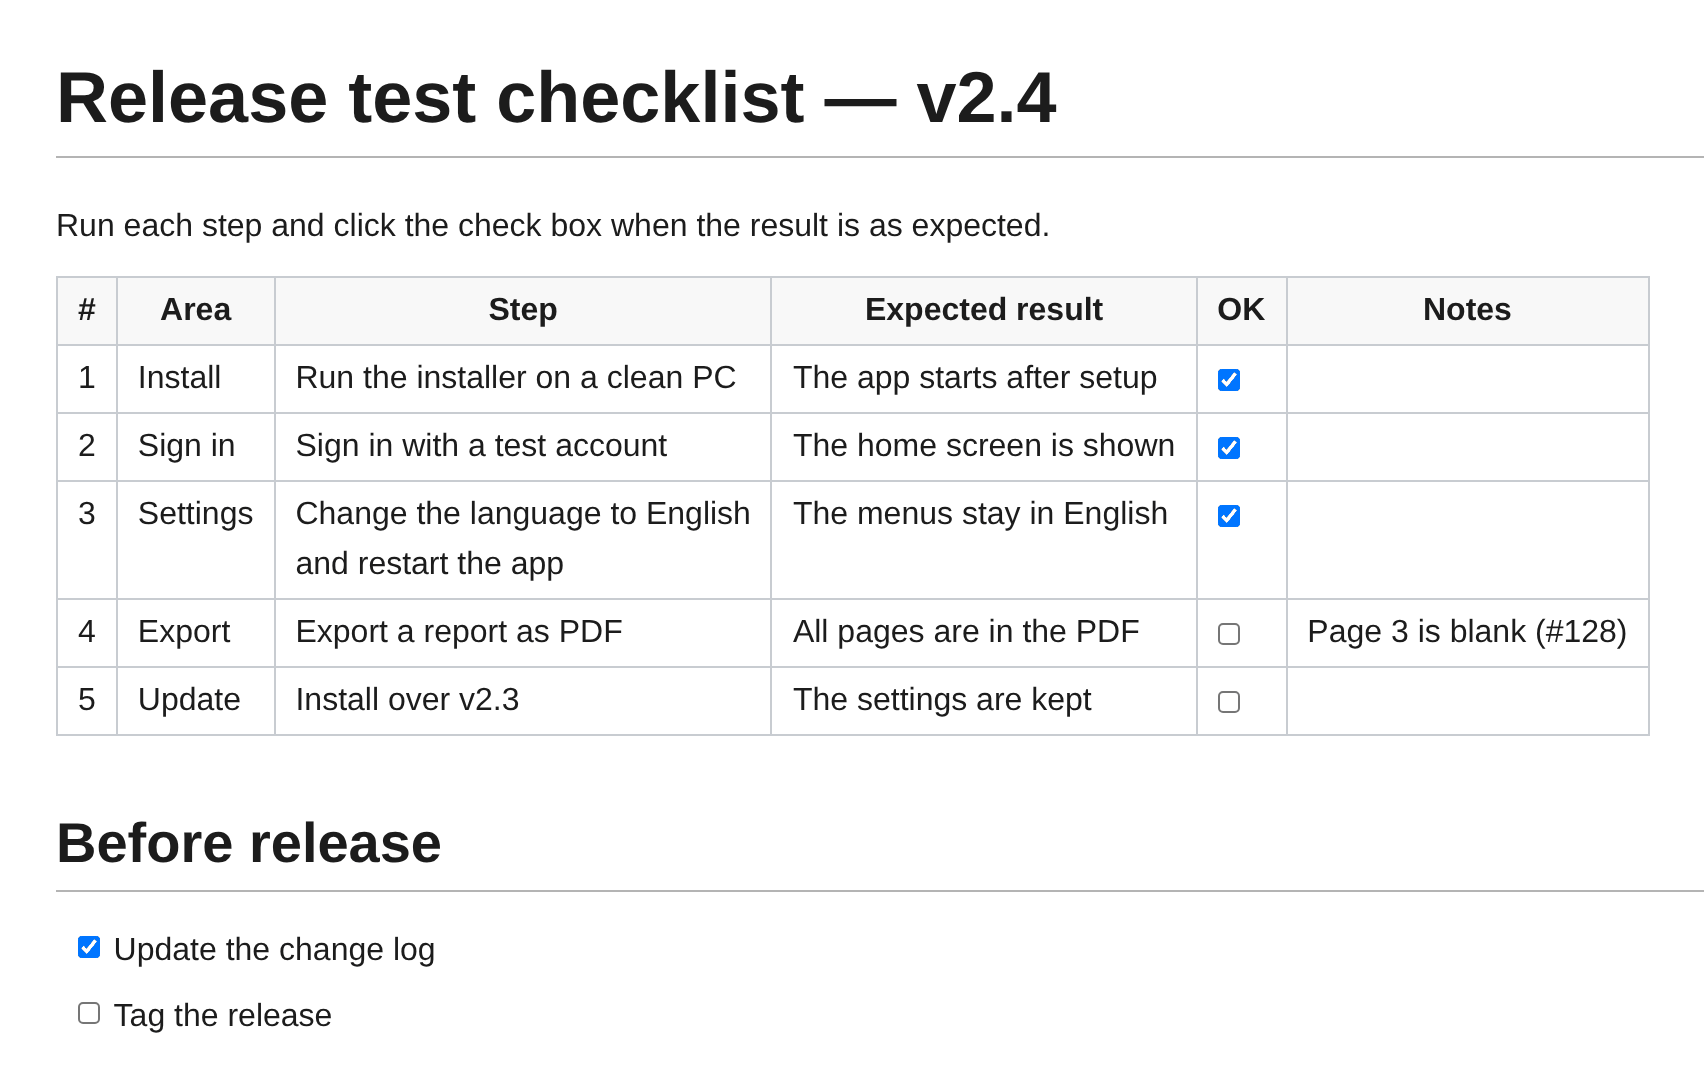 Release test checklist — v2.4
Run each step and click the check box when the result is as expected.
# Area Step Expected result OK Notes
1 Install Run the installer on a clean PC The app starts after setup
2 Sign in Sign in with a test account The home screen is shown
3 Settings Change the language to English The menus stay in English
and restart the app
4 Export Export a report as PDF All pages are in the PDF Page 3 is blank (#128)
5 Update Install over v2.3 The settings are kept
Before release
Update the change log
Tag the release